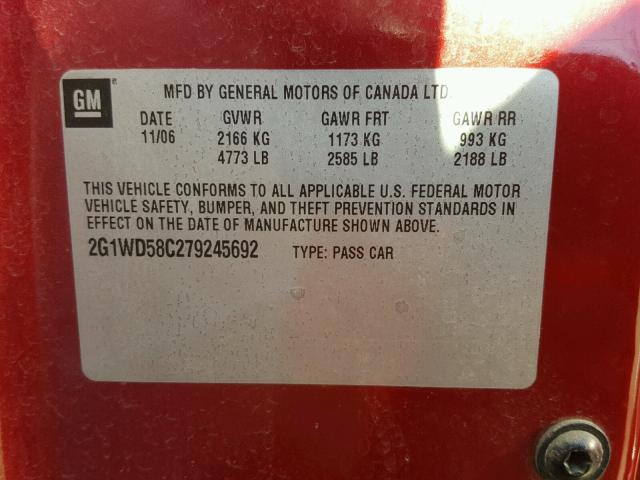 GM
MFD BY GENERAL MOTORS OF CANADA LTD.
DATE GVWR GAWR FRT GAWR RR
11/06 2166 KG 1173 KG 993 KG
4773 LB 2585 LB 2188 LB
THIS VEHICLE CONFORMS TO ALL APPLICABLE U.S. FEDERAL MOTOR
VEHICLE SAFETY, BUMPER, AND THEFT PREVENTION STANDARDS IN
EFFECT ON THE DATE OF MANUFACTURE SHOWN ABOVE.
2G1WD58C279245692 TYPE: PASS CAR